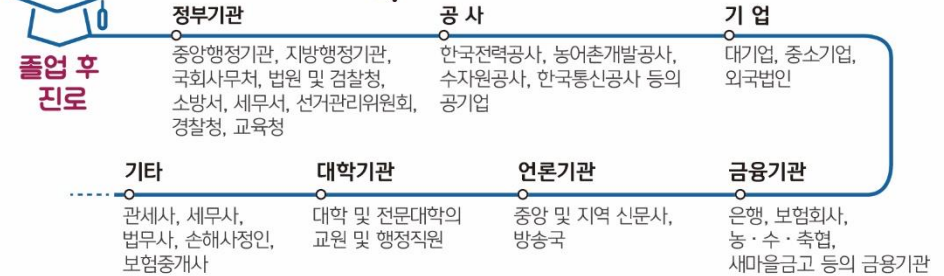 졸업 후
진로
정부기관
중앙행정기관, 지방행정기관,
국회사무처, 법원 및 검찰청,
소방서, 세무서, 선거관리위원회,
경찰청, 교육청
공 사
한국전력공사, 농어촌개발공사,
수자원공사, 한국통신공사 등의
공기업
기 업
대기업, 중소기업,
외국법인
기타
관세사, 세무사,
법무사, 손해사정인,
보험중개사
대학기관
대학 및 전문대학의
교원 및 행정직원
언론기관
중앙 및 지역 신문사,
방송국
금융기관
은행, 보험회사,
농·수·축협,
새마을금고 등의 금융기관